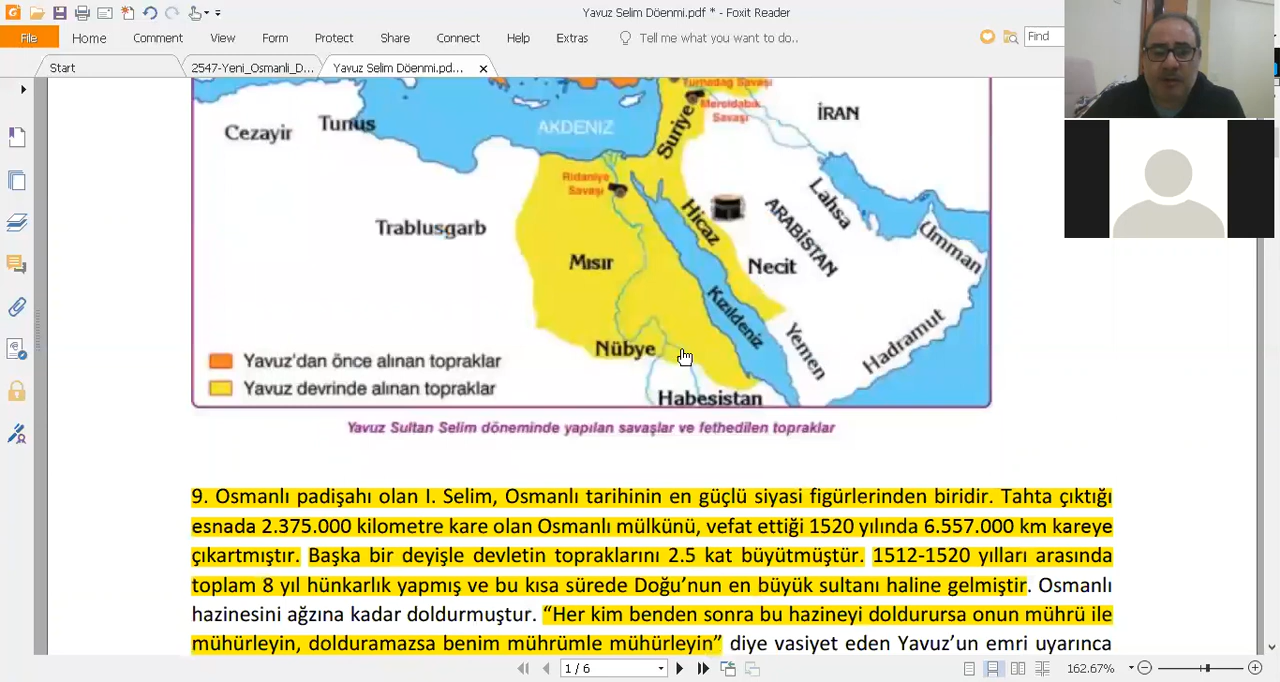 Yavuz Selim Döenmi.pdf * - Foxit Reader
File Home Comment View Form Protect Share Connect Help Extras Tell me what you want to do.. Find
Start 2547-Yeni_Osmanli_D... Yavuz Selim Döenmi.pd...
Turnedağ Savaşı
Mercidabık Savaşı
İRAN
Cezayir
Tunus
AKDENİZ
Suriye
Ridaniye Savaşı
Lahsa
Hicaz
ARABİSTAN
Trablusgarb
Umman
Mısır
Necit
Kızıldeniz
Yemen
Hadramut
Nübye
Yavuz'dan önce alınan topraklar
Yavuz devrinde alınan topraklar
Habesistan
Yavuz Sultan Selim döneminde yapılan savaşlar ve fethedilen topraklar
9. Osmanlı padişahı olan I. Selim, Osmanlı tarihinin en güçlü siyasi figürlerinden biridir. Tahta çıktığı
esnada 2.375.000 kilometre kare olan Osmanlı mülkünü, vefat ettiği 1520 yılında 6.557.000 km kareye
çıkartmıştır. Başka bir deyişle devletin topraklarını 2.5 kat büyütmüştür. 1512-1520 yılları arasında
toplam 8 yıl hünkarlık yapmış ve bu kısa sürede Doğu’nun en büyük sultanı haline gelmiştir. Osmanlı
hazinesini ağzına kadar doldurmuştur. “Her kim benden sonra bu hazineyi doldurursa onun mührü ile
mühürleyin, dolduramazsa benim mührümle mühürleyin” diye vasiyet eden Yavuz’un emri uyarınca
1 / 6
162.67%